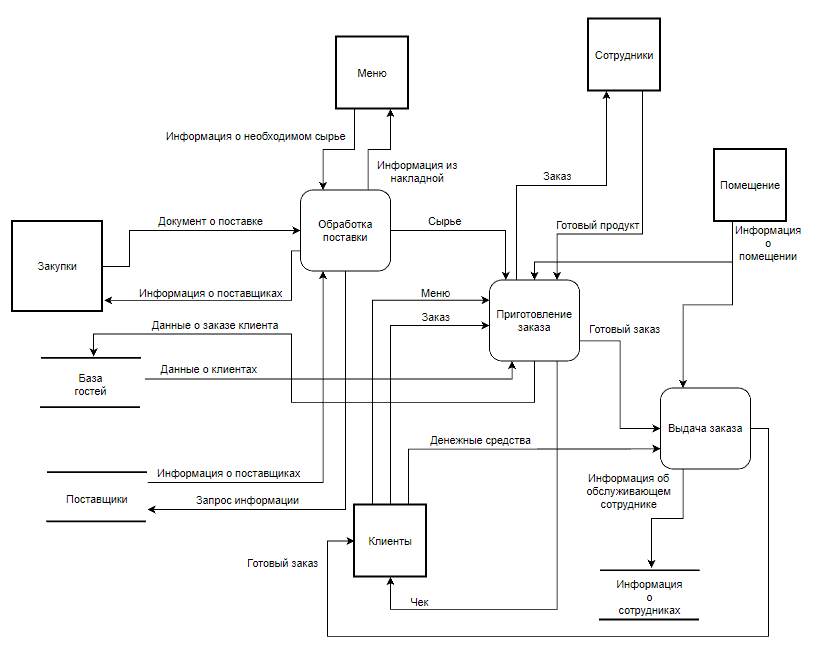 Меню
Сотрудники
Информация о необходимом сырье
Информация из
накладной
Заказ
Помещение
Документ о поставке
Обработка
поставки
Сырье
Готовый продукт
Информация
о
помещении
Закупки
Информация о поставщиках
Меню
Приготовление
заказа
Данные о заказе клиента
Заказ
Готовый заказ
База
гостей
Данные о клиентах
Выдача заказа
Денежные средства
Поставщики
Информация о поставщиках
Запрос информации
Информация об
обслуживающем
сотруднике
Клиенты
Готовый заказ
Информация
о
сотрудниках
Чек